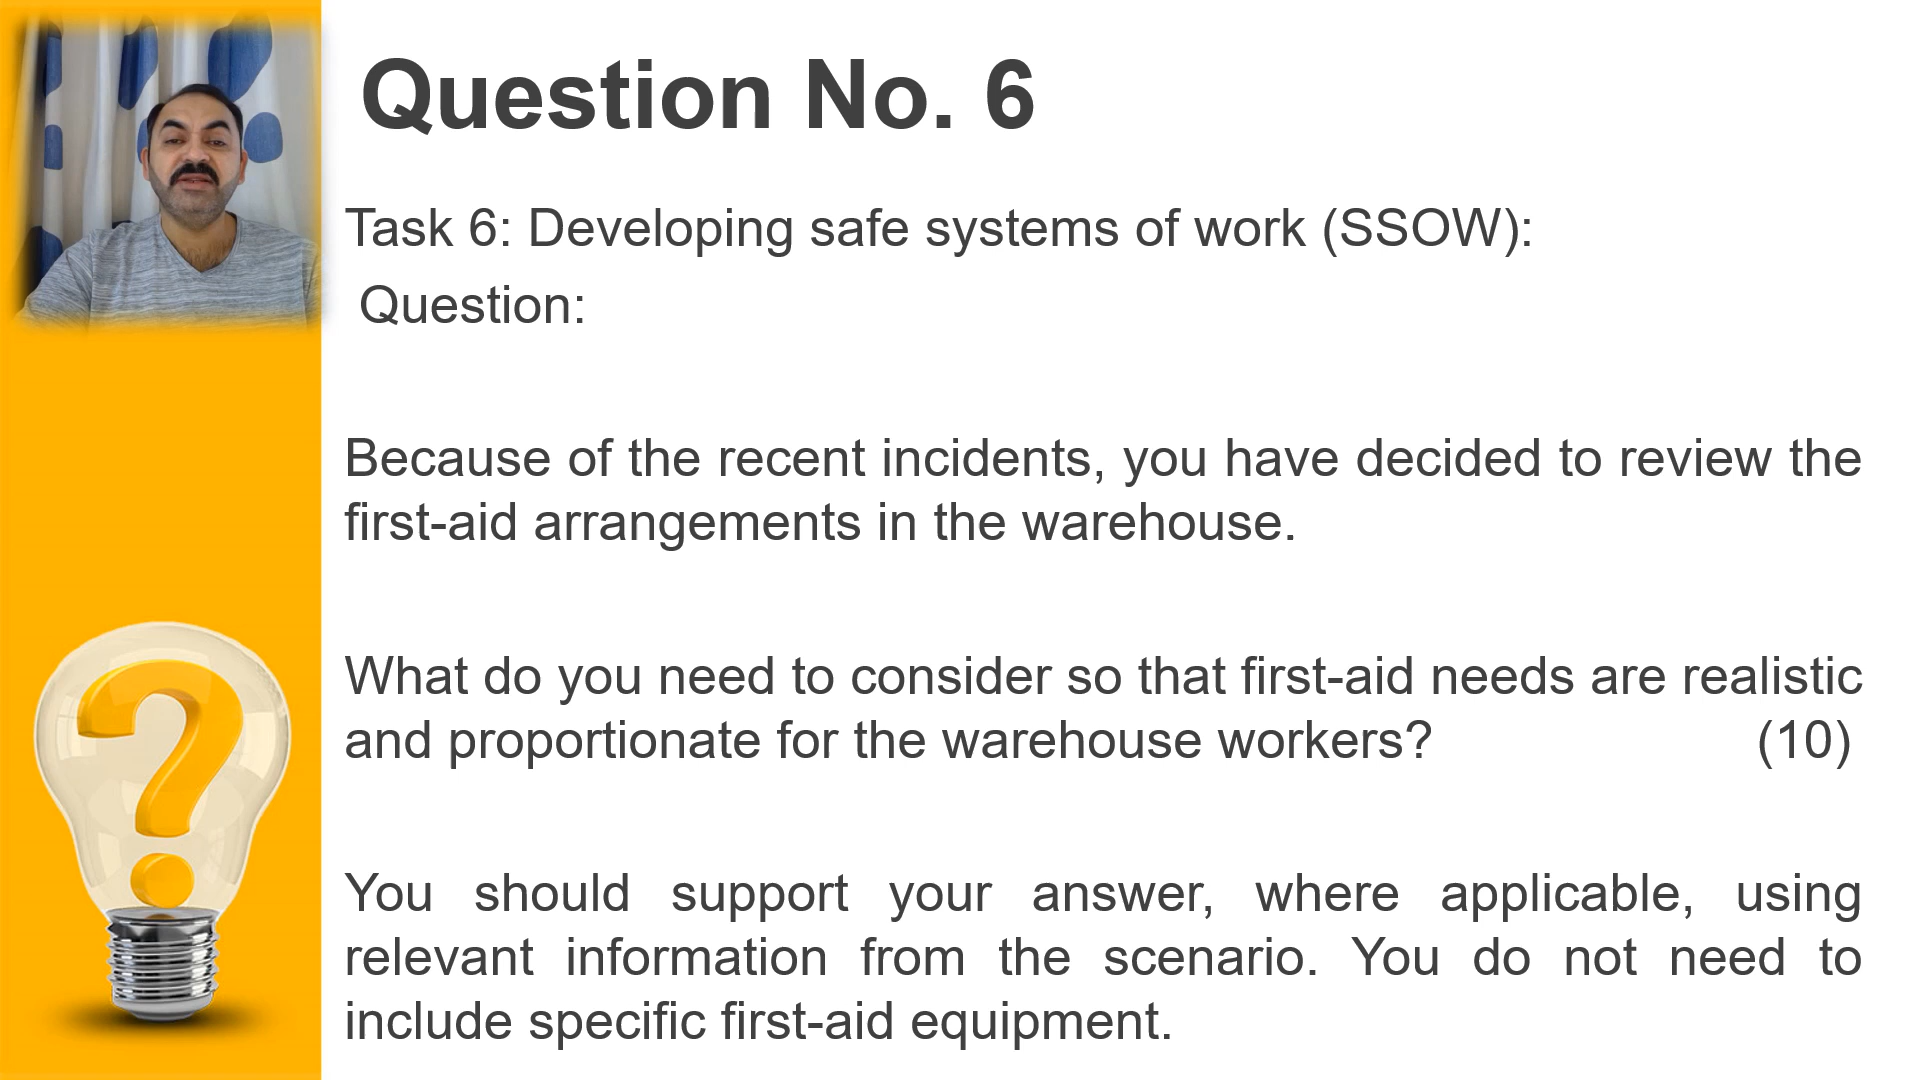 Question No. 6
Task 6: Developing safe systems of work (SSOW):
Question:
Because of the recent incidents, you have decided to review the
first-aid arrangements in the warehouse.
What do you need to consider so that first-aid needs are realistic
and proportionate for the warehouse workers? (10)
You should support your answer, where applicable, using
relevant information from the scenario. You do not need to
include specific first-aid equipment.